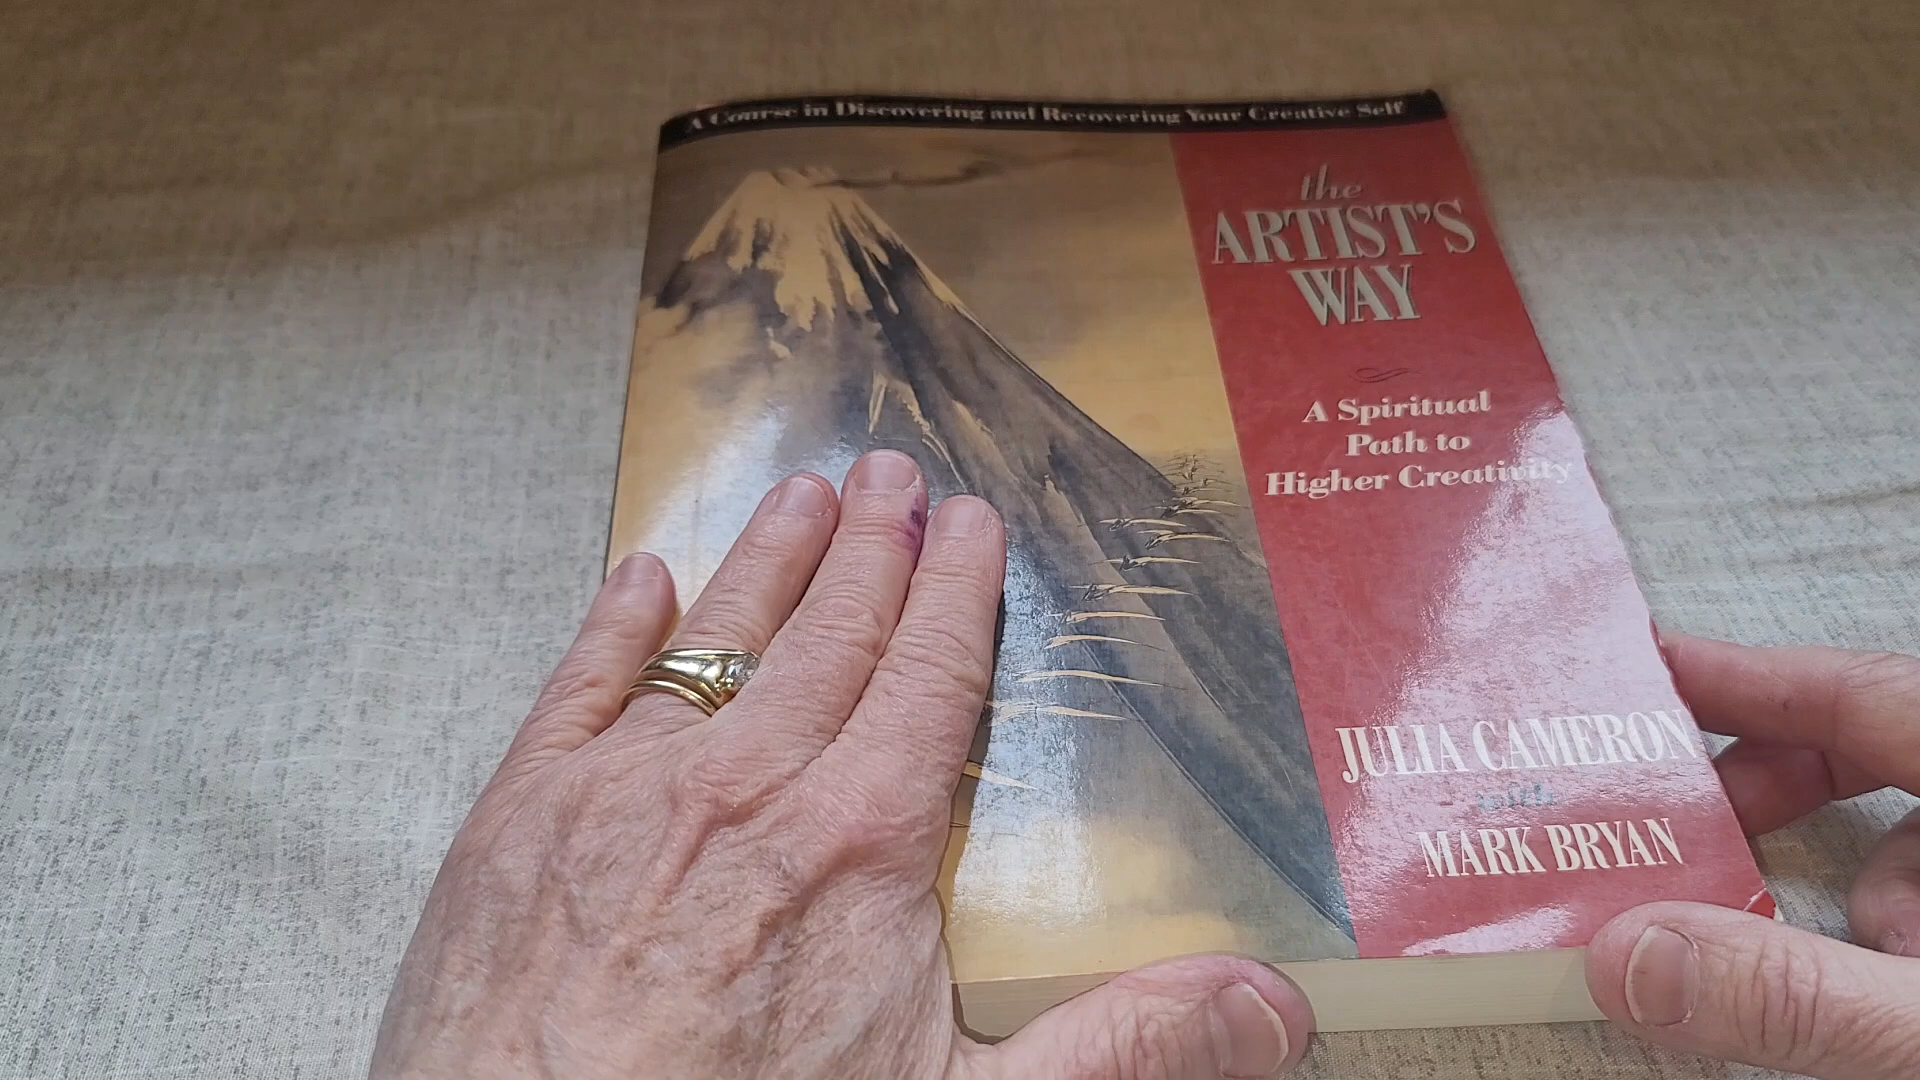 A Course in Discovering and Recovering Your Creative Self
the
ARTIST'S
WAY
A Spiritual
Path to
Higher Creativity
JULIA CAMERON
with
MARK BRYAN